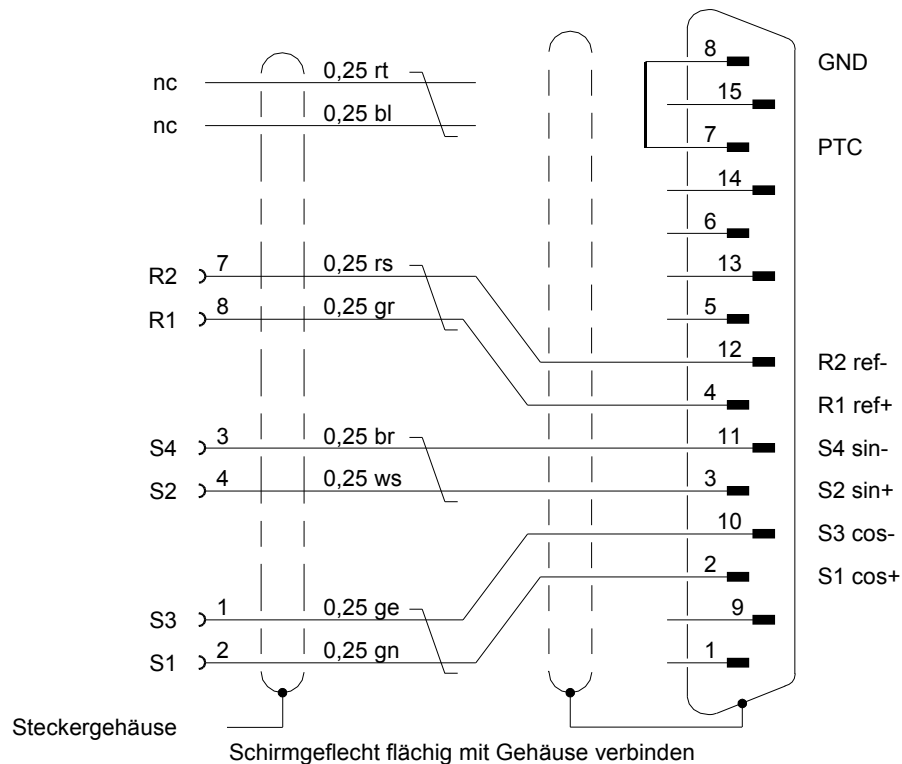 8 GND
nc 0,25 rt
15
nc 0,25 bl
7 PTC
14
6
R2 7 0,25 rs 13
R1 8 0,25 gr 5
12 R2 ref-
4 R1 ref+
S4 3 0,25 br 11 S4 sin-
S2 4 0,25 ws 3 S2 sin+
10 S3 cos-
2 S1 cos+
S3 1 0,25 ge 9
S1 2 0,25 gn 1
Steckergehäuse
Schirmgeflecht flächig mit Gehäuse verbinden